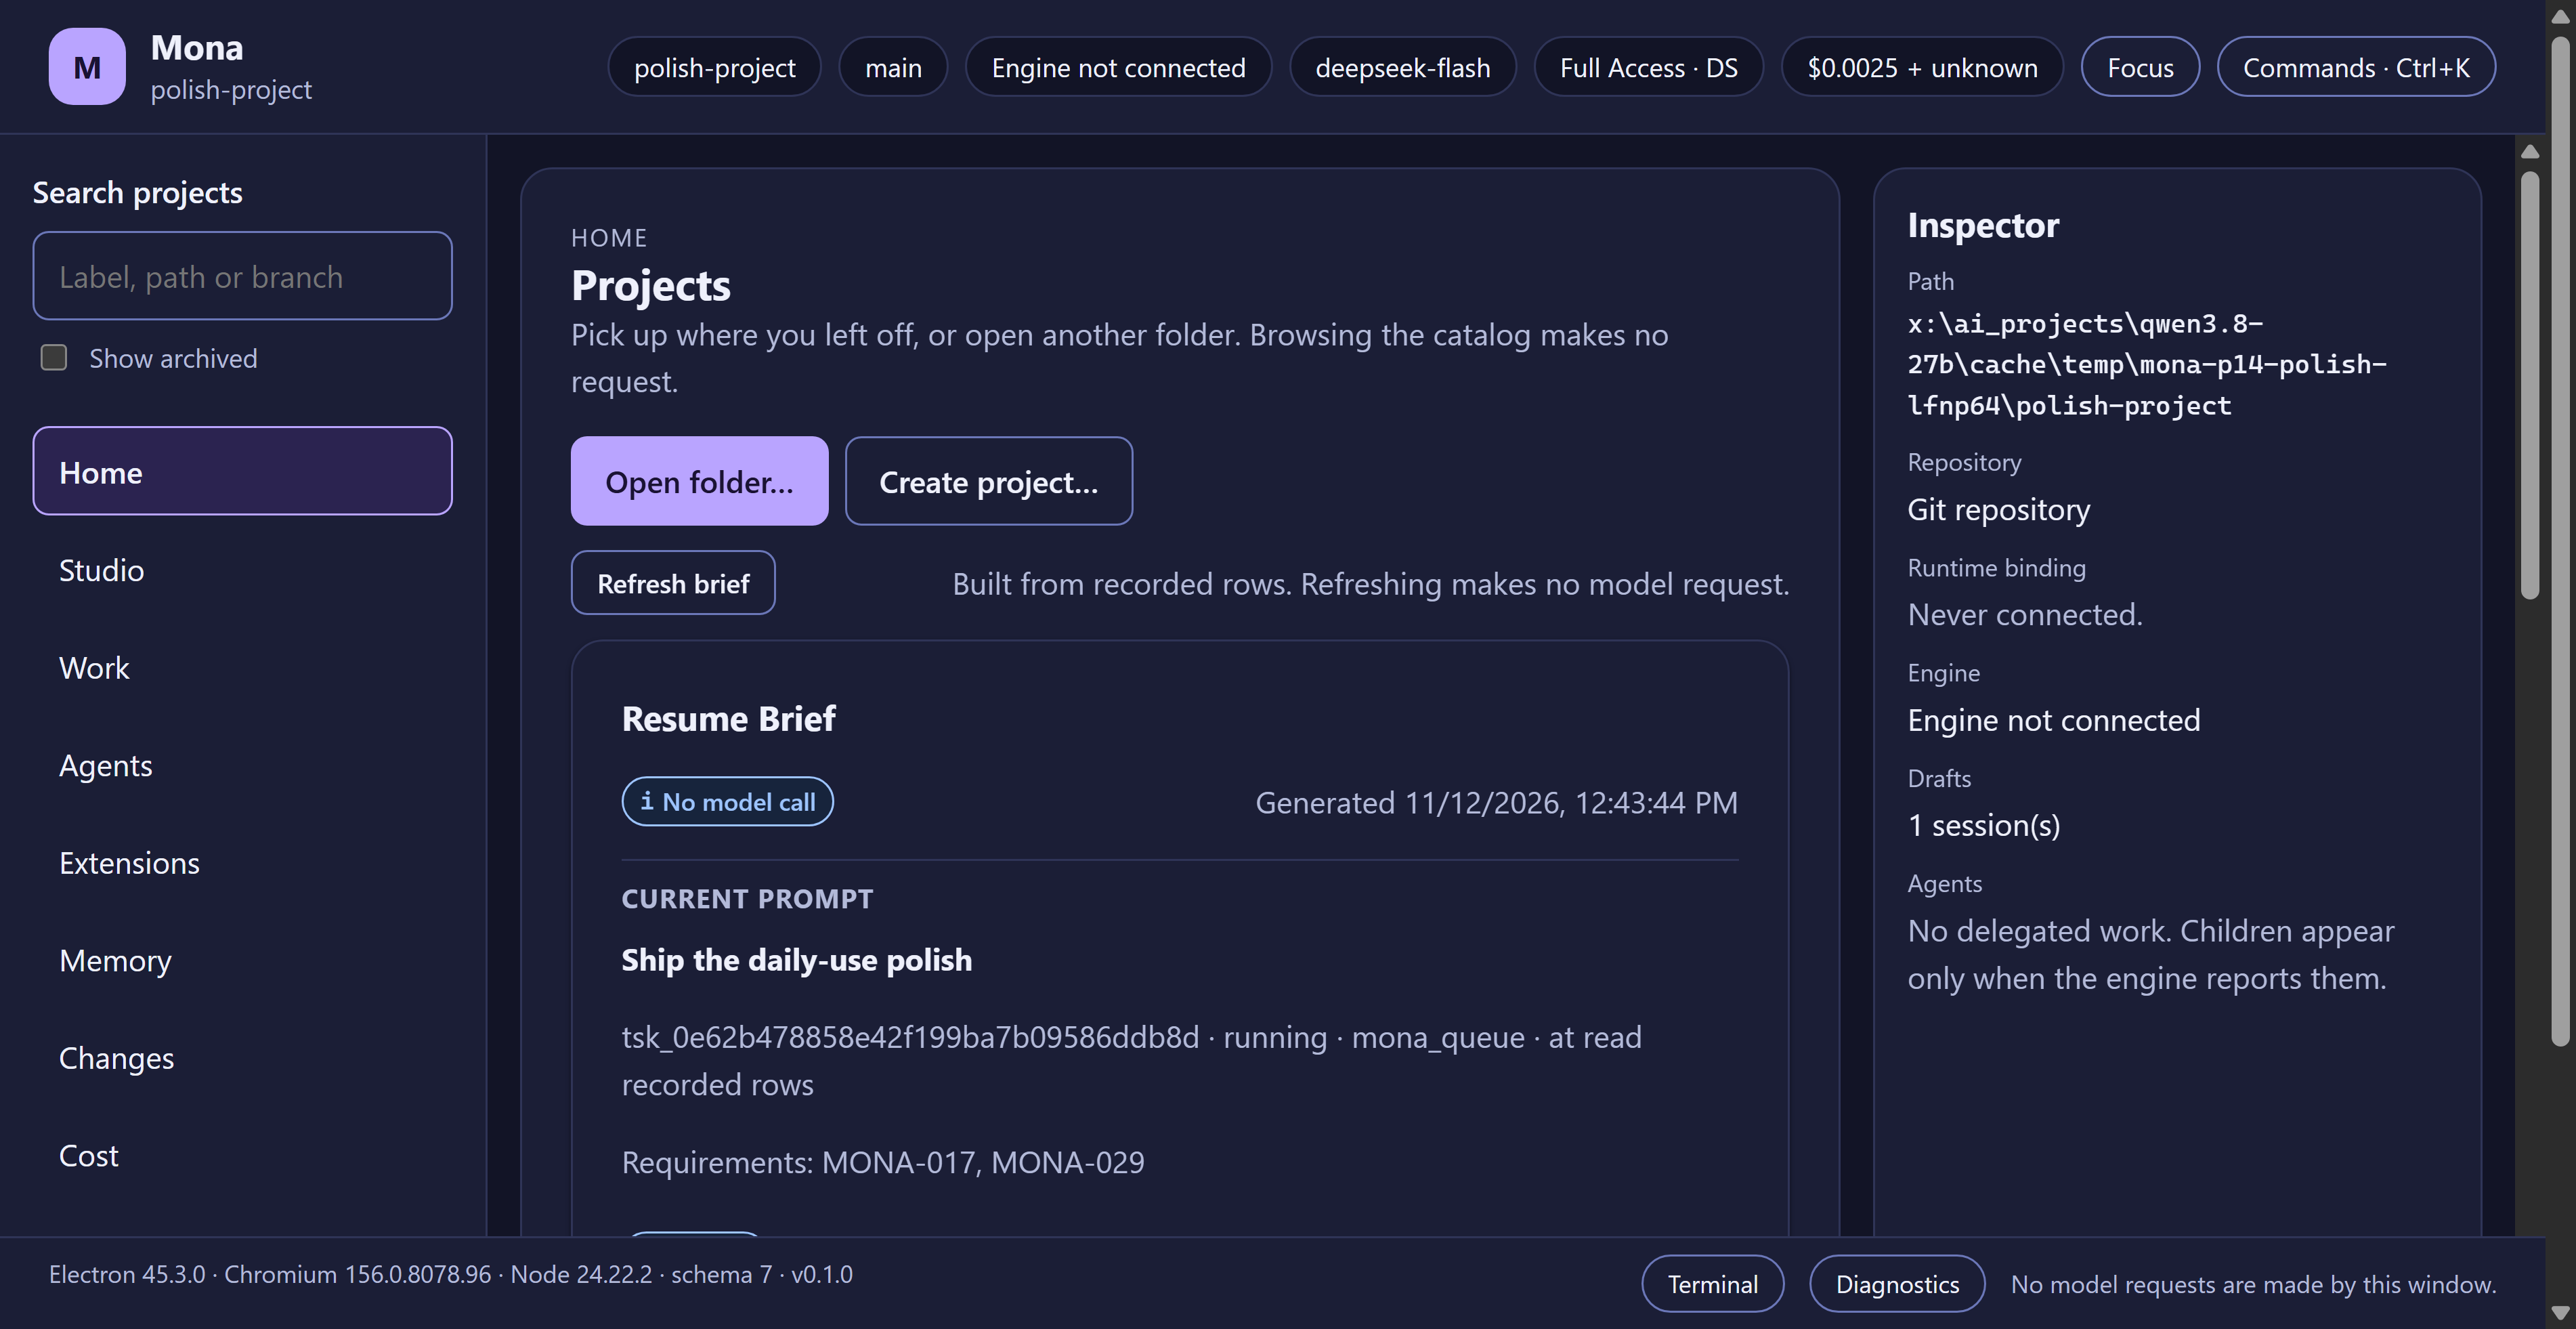 M
Mona
polish-project
polish-project
main
Engine not connected
deepseek-flash
Full Access · DS
$0.0025 + unknown
Focus
Commands · Ctrl+K
Search projects
Label, path or branch
Show archived
Home
Studio
Work
Agents
Extensions
Memory
Changes
Cost
HOME
Projects
Pick up where you left off, or open another folder. Browsing the catalog makes no
request.
Open folder...
Create project...
Refresh brief
Built from recorded rows. Refreshing makes no model request.
Resume Brief
i No model call
Generated 11/12/2026, 12:43:44 PM
CURRENT PROMPT
Ship the daily-use polish
tsk_0e62b478858e42f199ba7b09586ddb8d · running · mona_queue · at read
recorded rows
Requirements: MONA-017, MONA-029
Inspector
Path
x:\ai_projects\qwen3.8-
27b\cache\temp\mona-p14-polish-
lfnp64\polish-project
Repository
Git repository
Runtime binding
Never connected.
Engine
Engine not connected
Drafts
1 session(s)
Agents
No delegated work. Children appear
only when the engine reports them.
Electron 45.3.0 · Chromium 156.0.8078.96 · Node 24.22.2 · schema 7 · v0.1.0
Terminal
Diagnostics
No model requests are made by this window.